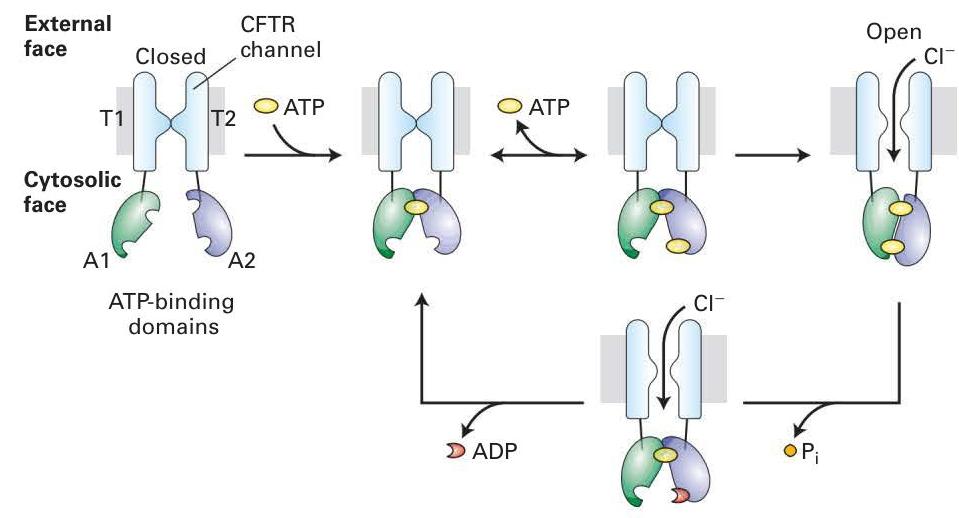 External
face
CFTR
channel
Closed
Open
Cl⁻
T1
T2
ATP
ATP
Cytosolic
face
A1
A2
ATP-binding
domains
Cl⁻
ADP
Pᵢ